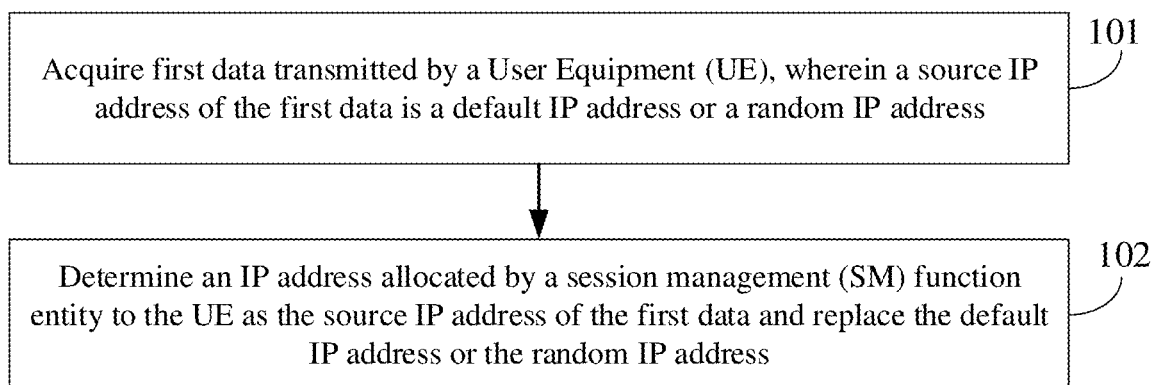 101
Acquire first data transmitted by a User Equipment (UE), wherein a source IP
address of the first data is a default IP address or a random IP address
102
Determine an IP address allocated by a session management (SM) function
entity to the UE as the source IP address of the first data and replace the default
IP address or the random IP address